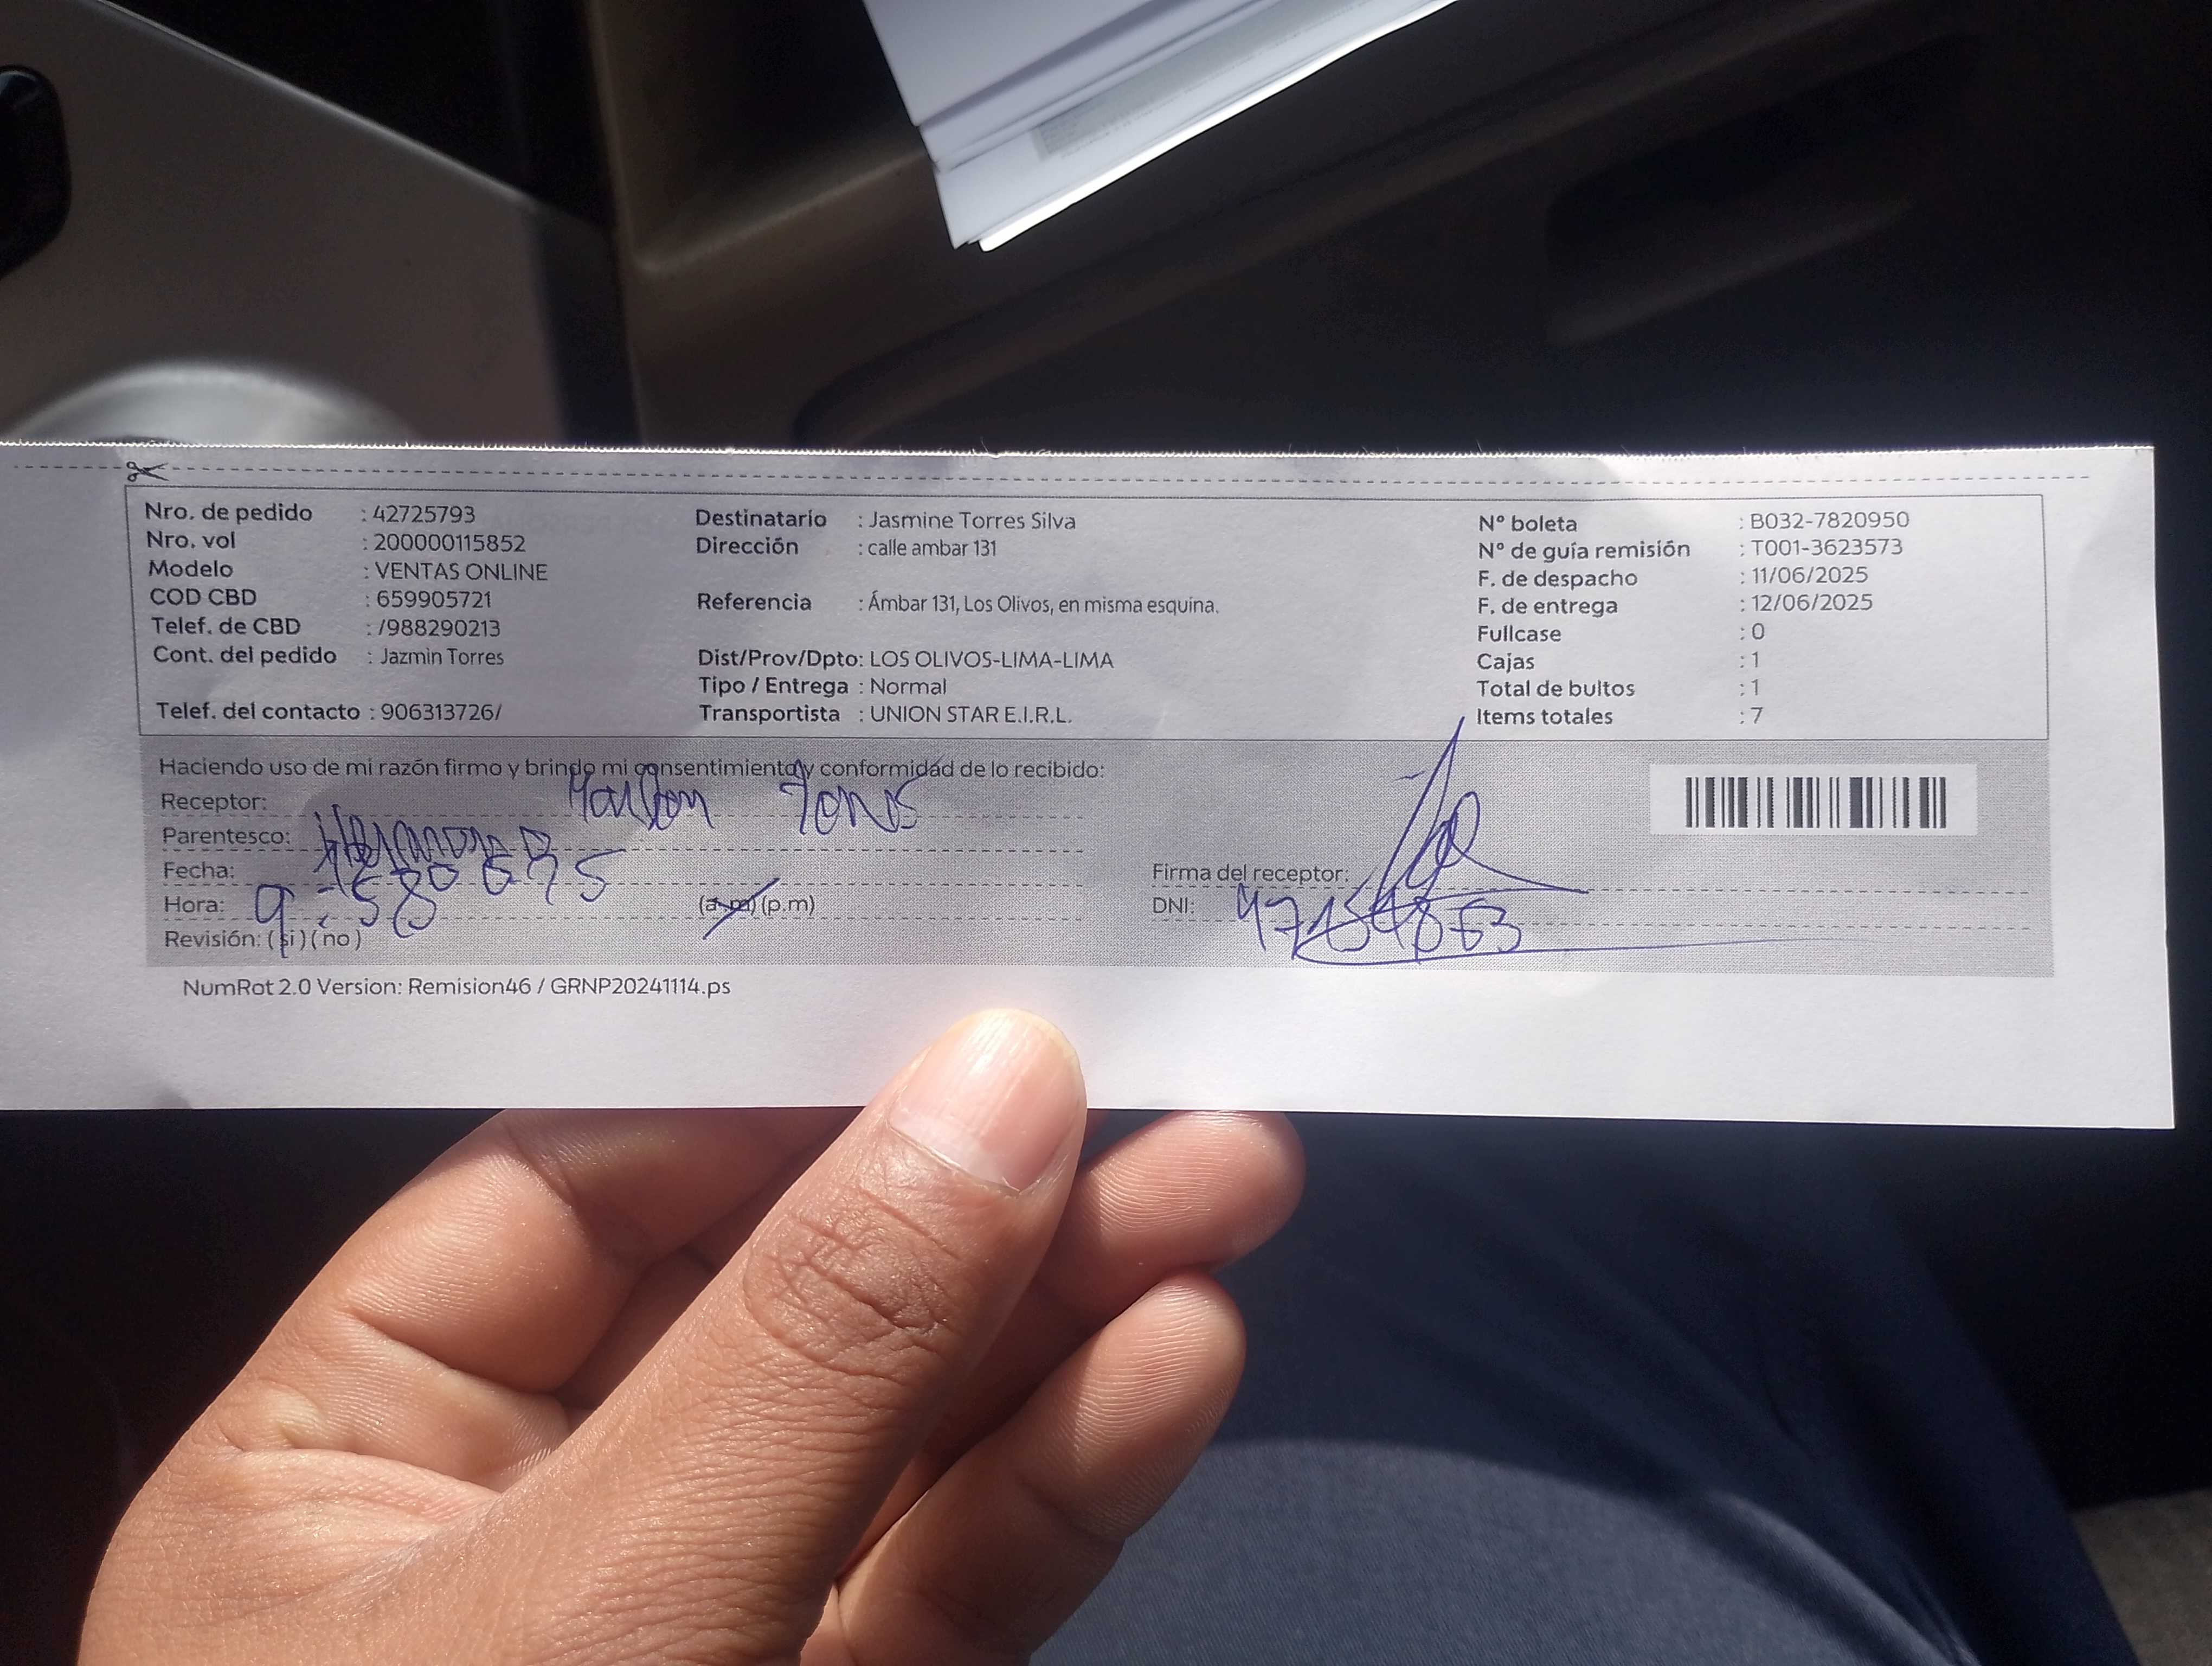 Nro. de pedido : 42725793
Nro. vol : 200000115852
Modelo : VENTAS ONLINE
COD CBD : 659905721
Telef. de CBD : /988290213
Cont. del pedido : Jazmin Torres
Telef. del contacto : 906313726/
Destinatario : Jasmine Torres Silva
Dirección : calle ambar 131
Referencia : Ámbar 131, Los Olivos, en misma esquina.
Dist/Prov/Dpto: LOS OLIVOS-LIMA-LIMA
Tipo / Entrega : Normal
Transportista : UNION STAR E.I.R.L.
N° boleta : B032-7820950
N° de guía remisión : T001-3623573
F. de despacho : 11/06/2025
F. de entrega : 12/06/2025
Fullcase : 0
Cajas : 1
Total de bultos : 1
Items totales : 7
Haciendo uso de mi razón firmo y brindo mi consentimiento y conformidad de lo recibido:
Receptor:
Parentesco: Hermano
Fecha:
Hora: 9:58 (a.m) (p.m)
Revisión: ( si ) ( no )
Firma del receptor:
DNI:
NumRot 2.0 Version: Remision46 / GRNP20241114.ps